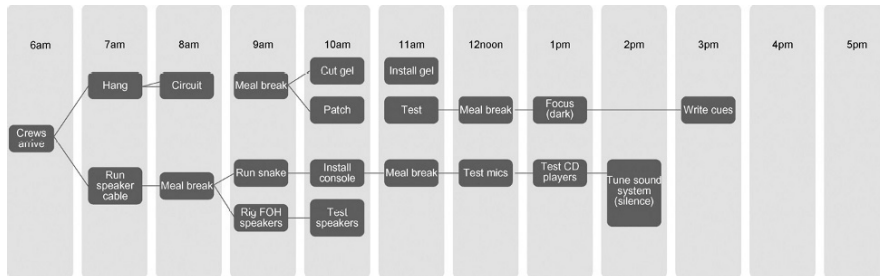 6am
7am
8am
9am
10am
11am
12noon
1pm
2pm
3pm
4pm
5pm
Hang
Circuit
Meal break
Cut gel
Install gel
Patch
Test
Meal break
Focus
(dark)
Write cues
Crews
arrive
Run
speaker
cable
Meal break
Run snake
Install
console
Meal break
Test mics
Test CD
players
Tune sound
system
(silence)
Rig FOH
speakers
Test
speakers